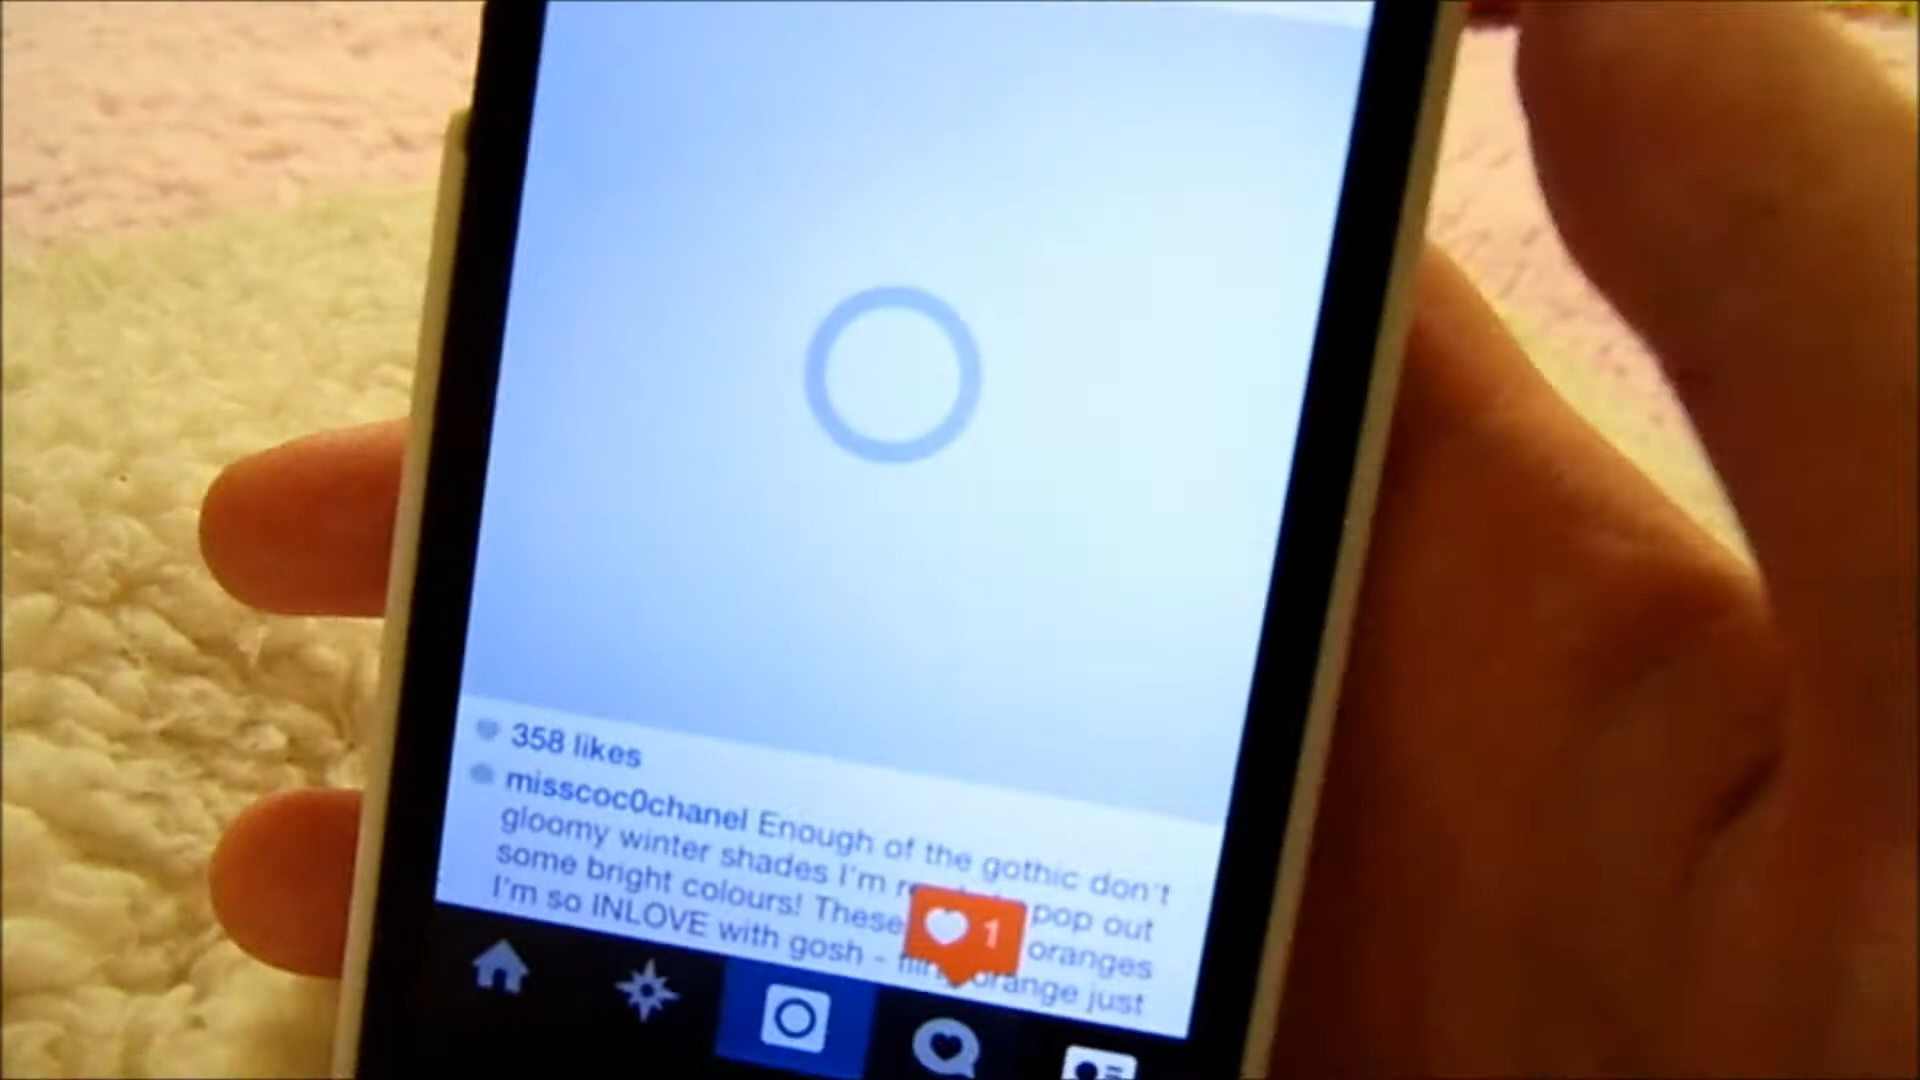 358 likes
misscoc0chanel Enough of the gothic don't
gloomy winter shades I'm pop out
some bright colours! These oranges
I'm so INLOVE with gosh - orange just
1